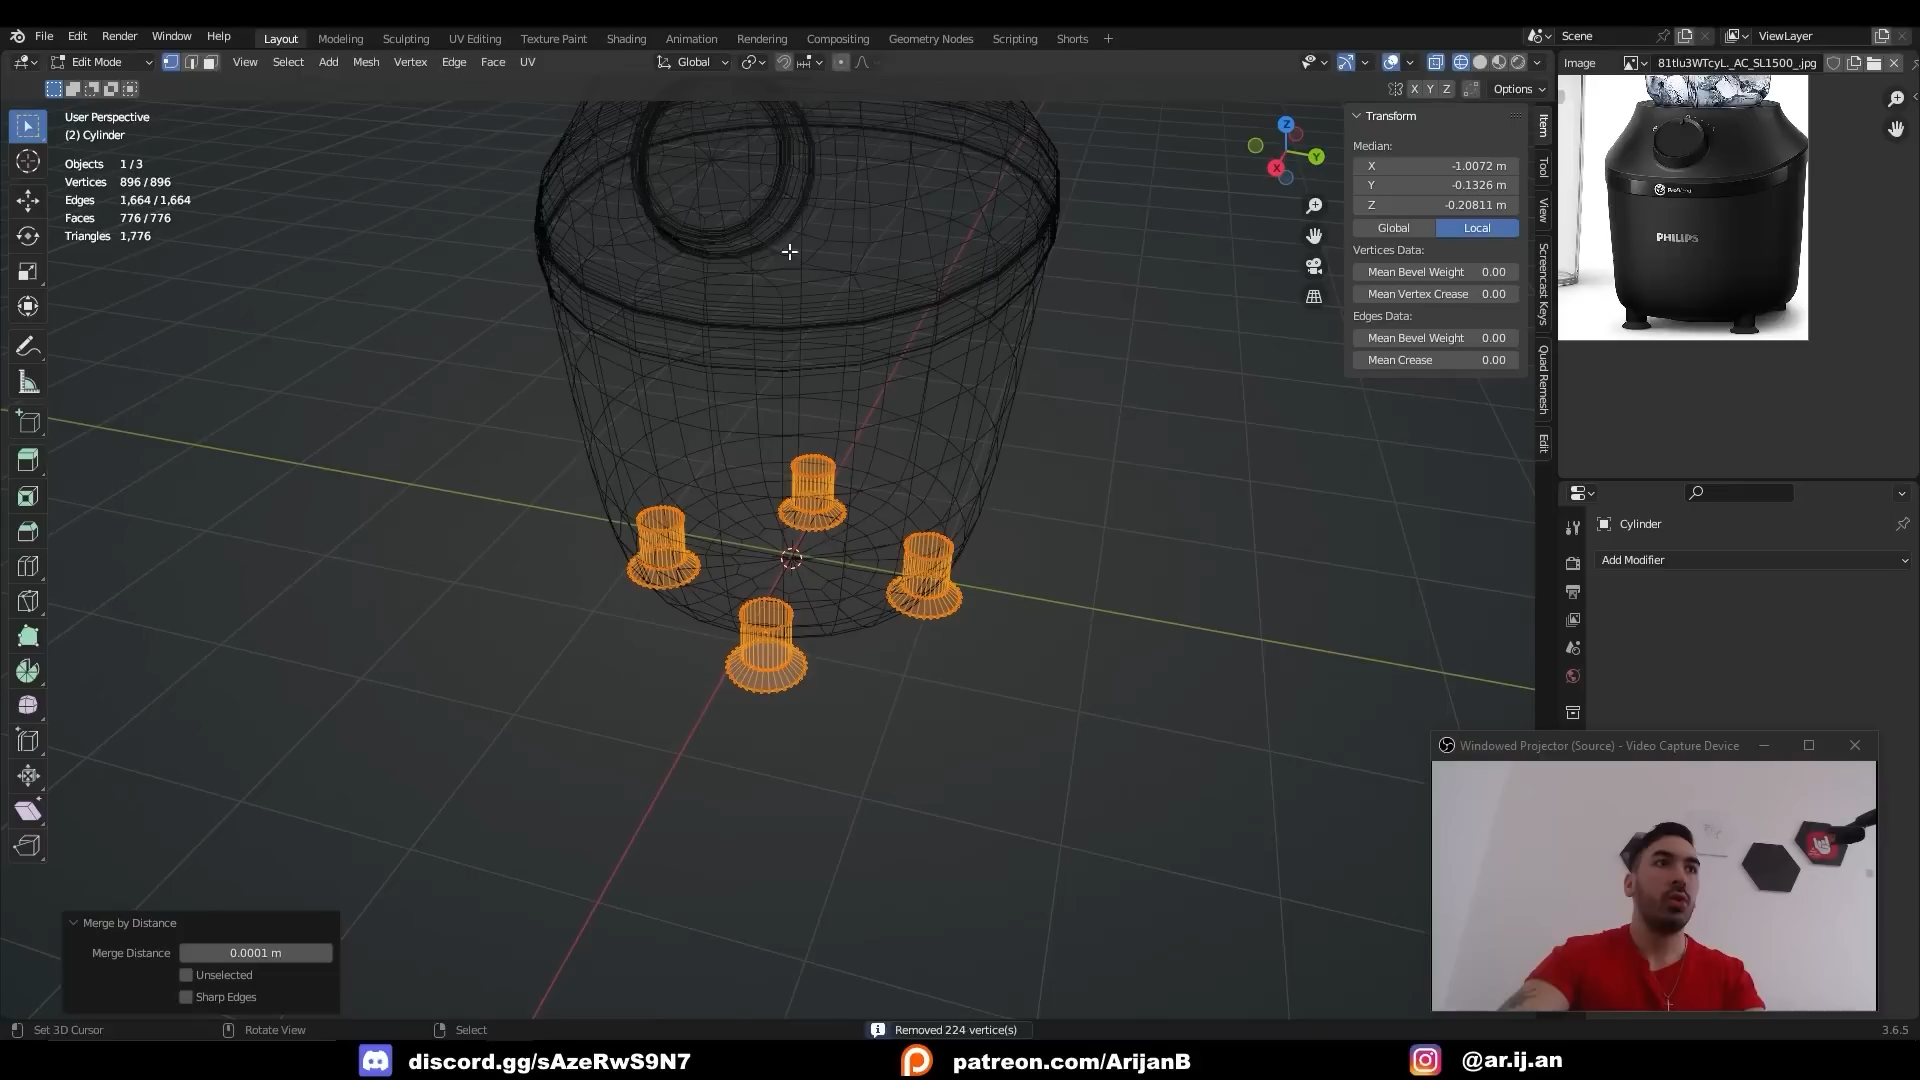 File Edit Render Window Help
Layout Modeling Sculpting UV Editing Texture Paint Shading Animation Rendering Compositing Geometry Nodes Scripting Shorts +
Scene
ViewLayer
Edit Mode View Select Add Mesh Vertex Edge Face UV
Global
Image
81tlu3WTcyL._AC_SL1500_.jpg
X Y Z Options
User Perspective
(2) Cylinder
Objects 1 / 3
Vertices 896 / 896
Edges 1,664 / 1,664
Faces 776 / 776
Triangles 1,776
Z
Y
X
Transform
Median:
X -1.0072 m
Y -0.1326 m
Z -0.20811 m
Global Local
Vertices Data:
Mean Bevel Weight 0.00
Mean Vertex Crease 0.00
Edges Data:
Mean Bevel Weight 0.00
Mean Crease 0.00
Item
Tool
View
Screencast Keys
Quad Remesh
Edit
PHILIPS
Cylinder
Add Modifier
Windowed Projector (Source) - Video Capture Device
Merge by Distance
Merge Distance 0.0001 m
Unselected
Sharp Edges
Set 3D Cursor
Rotate View
Select
Removed 224 vertice(s)
3.6.5
discord.gg/sAzeRwS9N7
patreon.com/ArijanB
@ar.ij.an